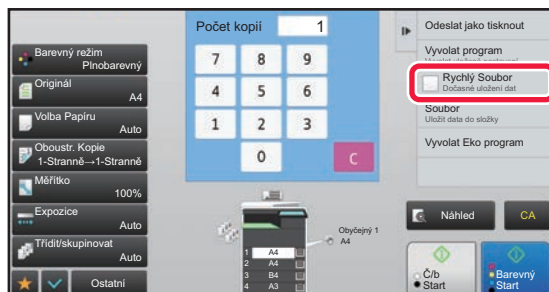 Počet kopií 1
7 8 9
4 5 6
1 2 3
0 C
Barevný režim
Plnobarevný
Originál
A4
Volba Papíru
Auto
Oboustr. Kopie
1-Stranně→1-Stranně
Měřítko
100%
Expozice
Auto
Třídit/skupinovat
Auto
Ostatní
Obyčejný 1
A4
1 A4
2 A4
3 B4
4 A3
Odeslat jako tisknout
Vyvolat program
Rychlý Soubor
Dočasné uložení dat
Soubor
Uložit data do složky
Vyvolat Eko program
Náhled
CA
Č/b
Start
Barevný
Start